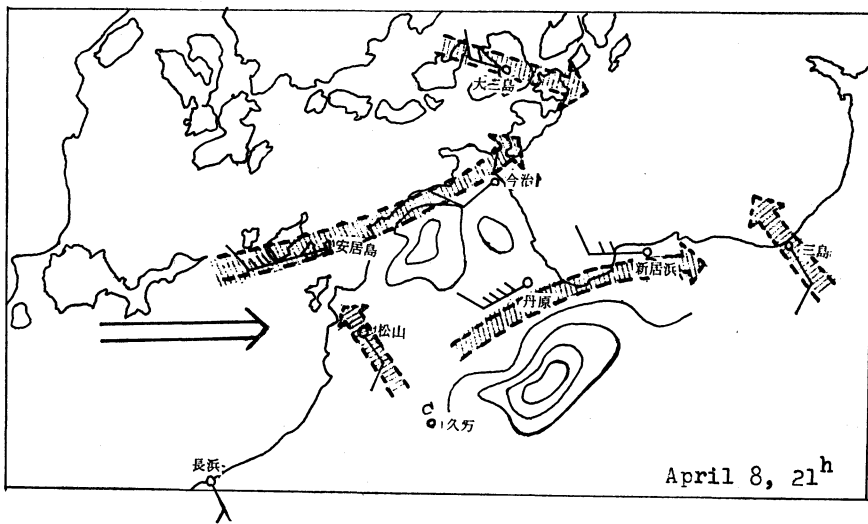 大三島
今治
安居島
三島
新居浜
丹原
松山
久万
長浜
April 8, 21h